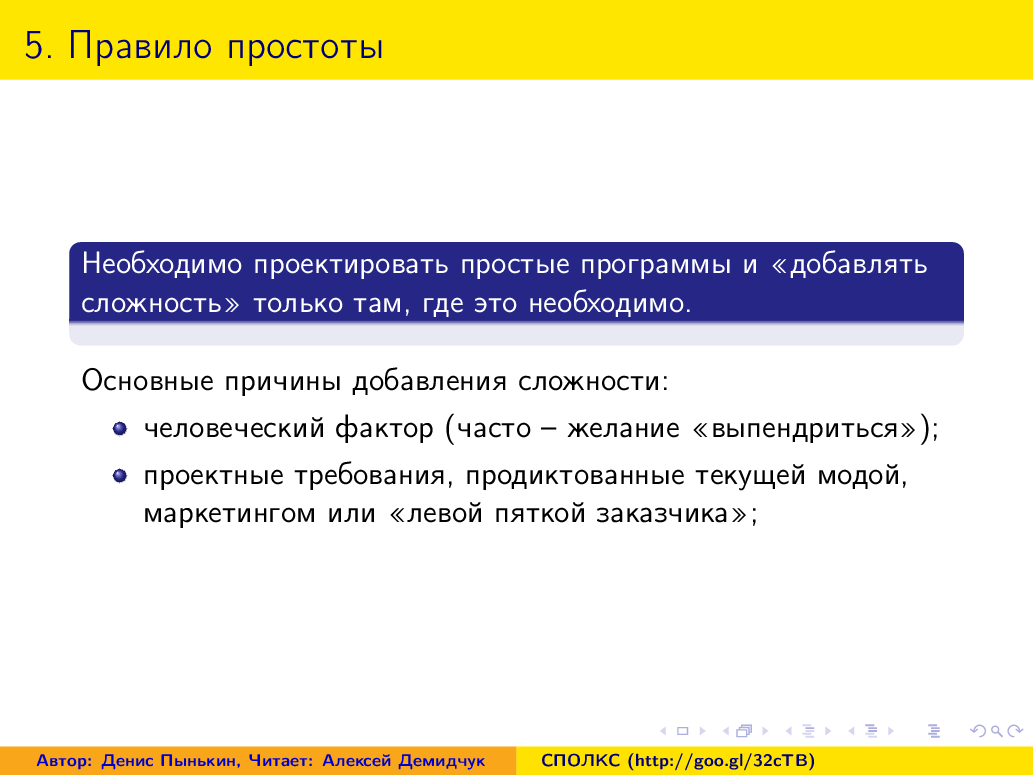 5. Правило простоты
Необходимо проектировать простые программы и «добавлять
сложность» только там, где это необходимо.
Основные причины добавления сложности:
человеческий фактор (часто – желание «выпендриться»);
проектные требования, продиктованные текущей модой,
маркетингом или «левой пяткой заказчика»;
Автор: Денис Пынькин, Читает: Алексей Демидчук
СПОЛКС (http://goo.gl/32cTB)